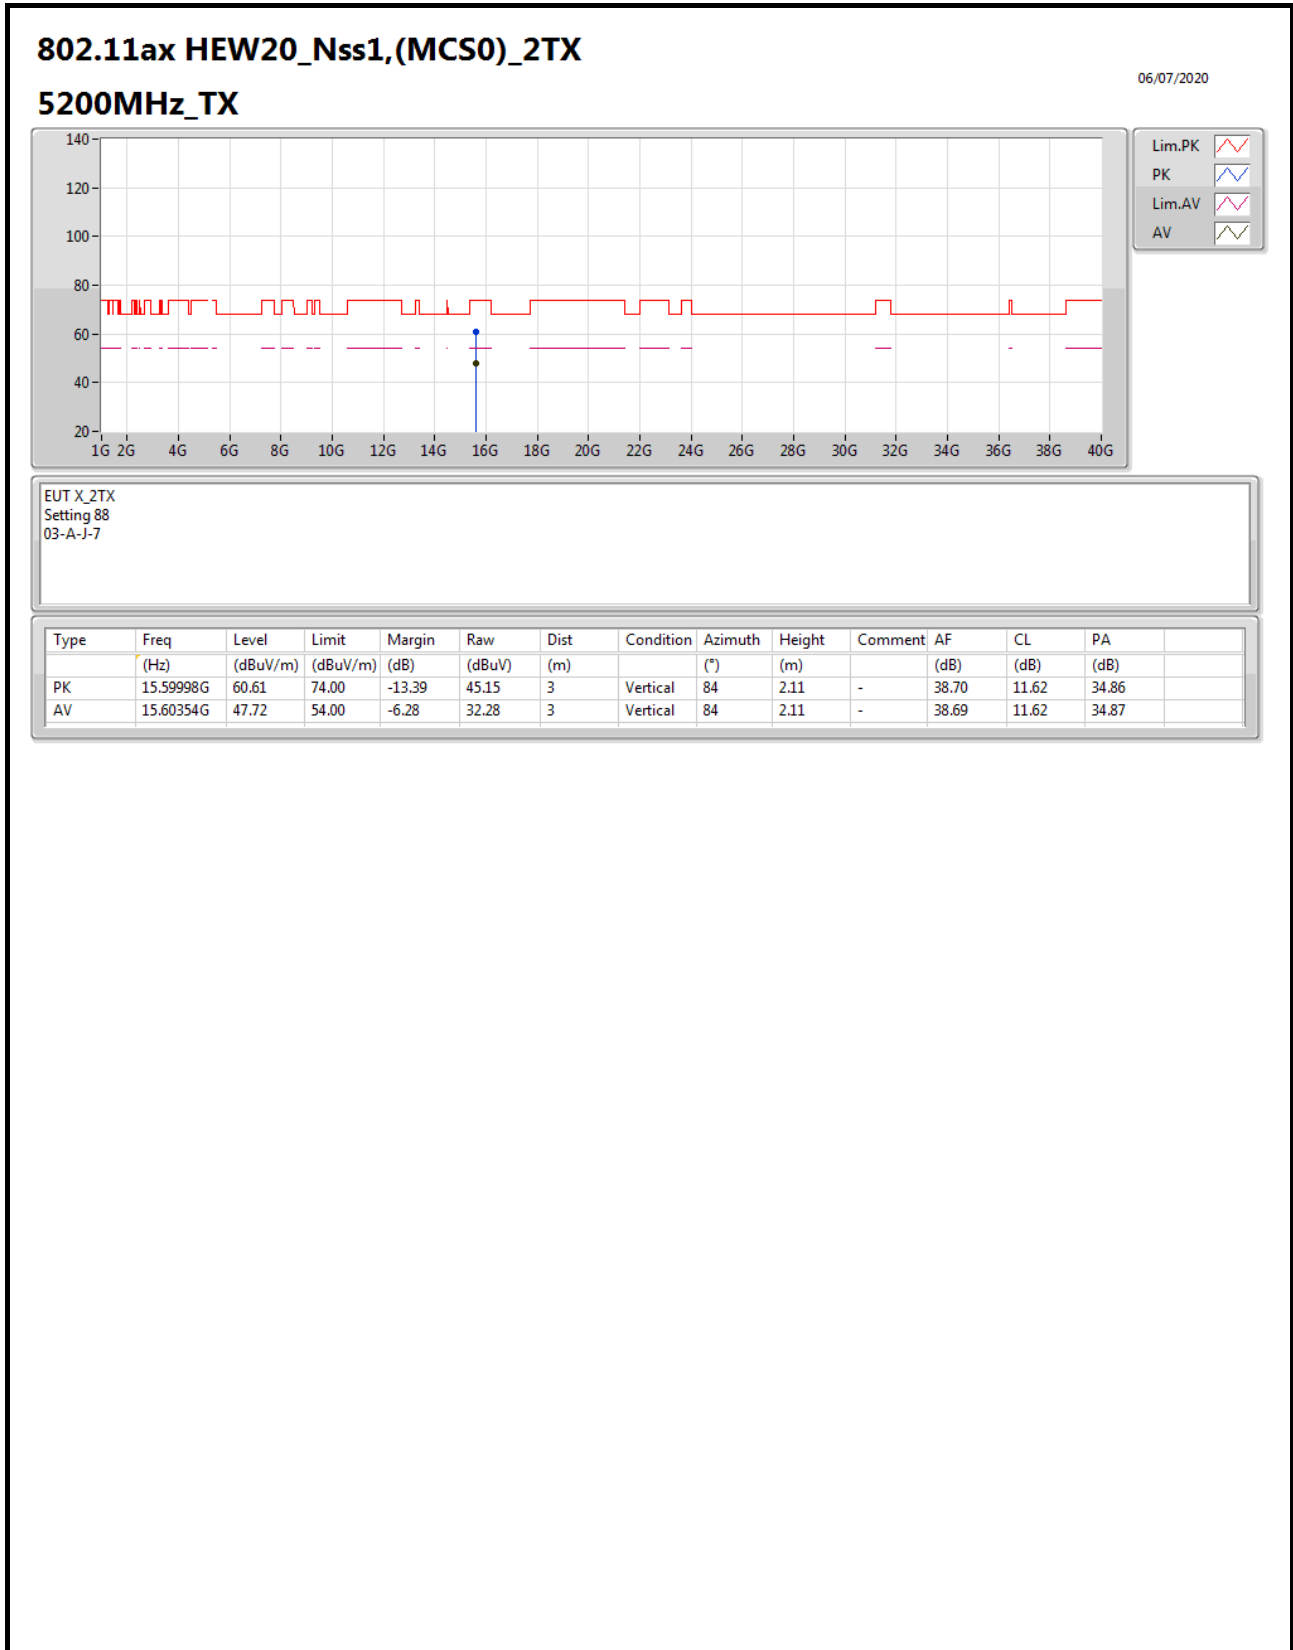 802.11ax HEW20_Nss1,(MCS0)_2TX
06/07/2020
5200MHz_TX
140
120
100
80
60
40
20
1G 2G 4G 6G 8G 10G 12G 14G 16G 18G 20G 22G 24G 26G 28G 30G 32G 34G 36G 38G 40G
Lim.PK
PK
Lim.AV
AV
EUT X_2TX
Setting 88
03-A-J-7
Type Freq Level Limit Margin Raw Dist Condition Azimuth Height Comment AF CL PA
(Hz) (dBuV/m) (dBuV/m) (dB) (dBuV) (m) (°) (m) (dB) (dB) (dB)
PK 15.59998G 60.61 74.00 -13.39 45.15 3 Vertical 84 2.11 - 38.70 11.62 34.86
AV 15.60354G 47.72 54.00 -6.28 32.28 3 Vertical 84 2.11 - 38.69 11.62 34.87